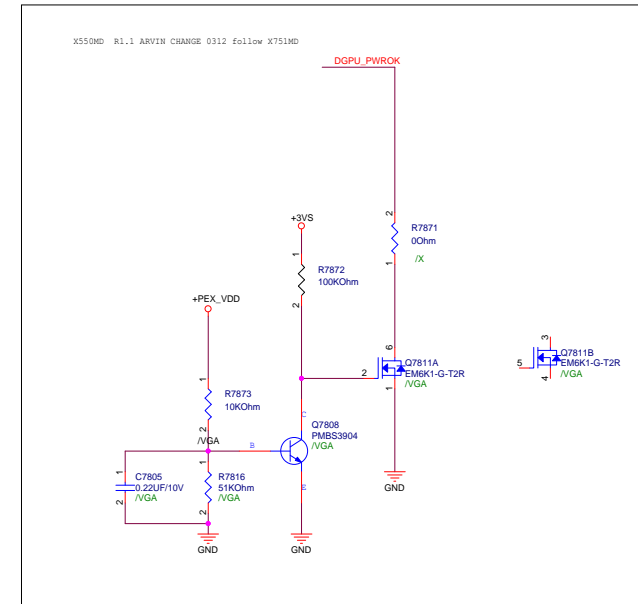 X550MD  R1.1 ARVIN CHANGE 0312 follow X751MD
DGPU_PWROK
2
R7871
0Ohm
1
/X
+3VS
1
R7872
100KOhm
2
+PEX_VDD
1
R7873
10KOhm
2
/VGA
6
2
Q7811A
EM6K1-G-T2R
/VGA
1
3
5
Q7811B
EM6K1-G-T2R
/VGA
4
C
Q7808
PMBS3904
/VGA
B
E
1
C7805
0.22UF/10V
/VGA
2
1
R7816
51KOhm
/VGA
2
GND
GND
GND